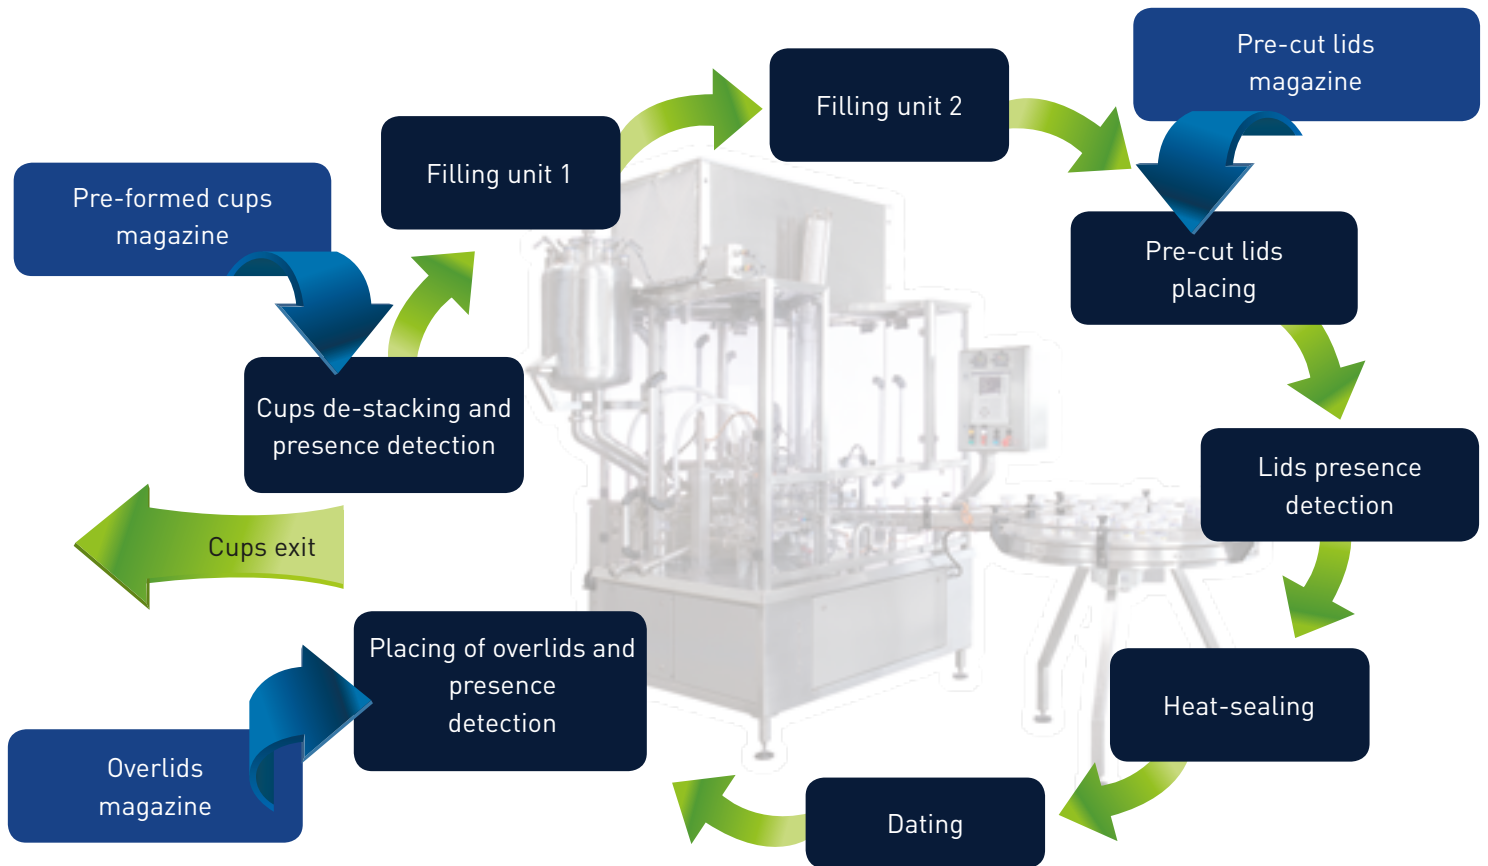 Pre-formed cups
magazine
Cups de-stacking and
presence detection
Filling unit 1
Filling unit 2
Pre-cut lids
magazine
Pre-cut lids
placing
Lids presence
detection
Heat-sealing
Dating
Placing of overlids and
presence
detection
Overlids
magazine
Cups exit